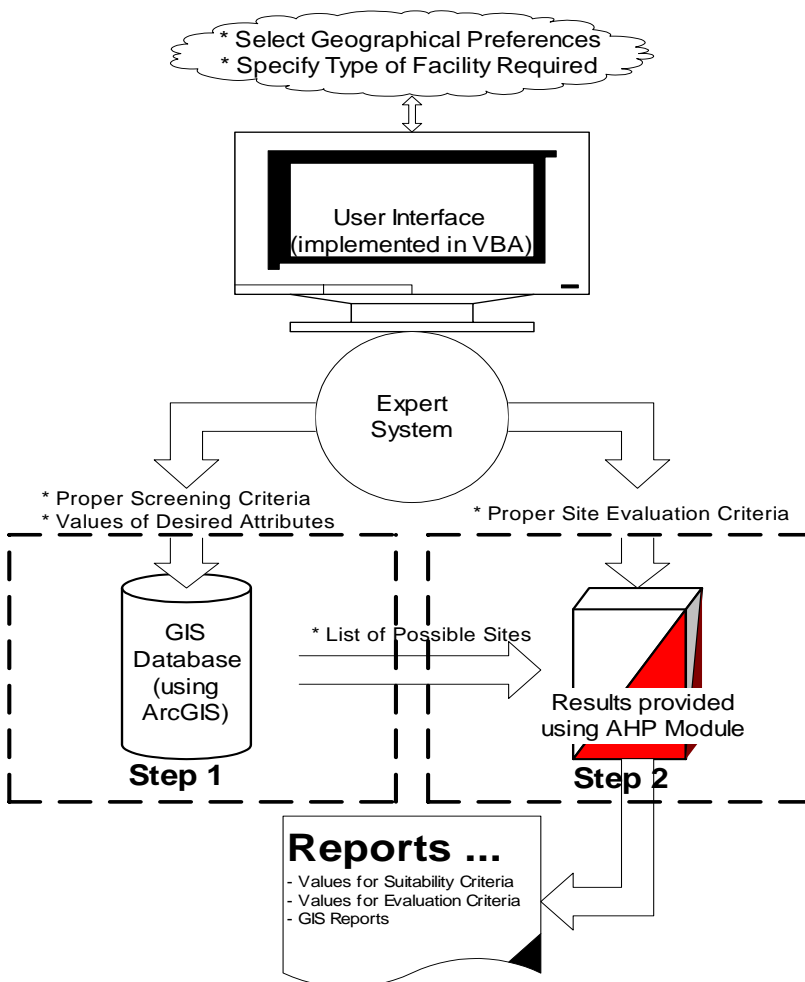 * Select Geographical Preferences
* Specify Type of Facility Required
User Interface
(implemented in VBA)
Expert
System
* Proper Screening Criteria
* Values of Desired Attributes
* Proper Site Evaluation Criteria
GIS
Database
(using
ArcGIS)
* List of Possible Sites
Results provided
using AHP Module
Step 1
Step 2
Reports ...
- Values for Suitability Criteria
- Values for Evaluation Criteria
- GIS Reports